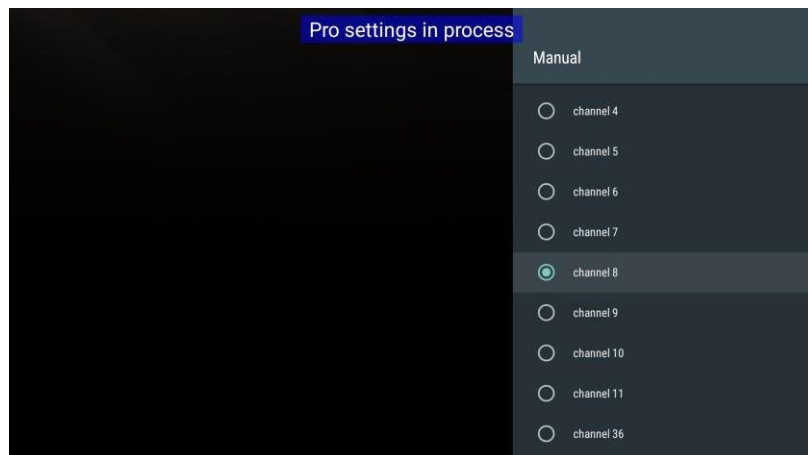 Pro settings in process
Manual
channel 4
channel 5
channel 6
channel 7
channel 8
channel 9
channel 10
channel 11
channel 36